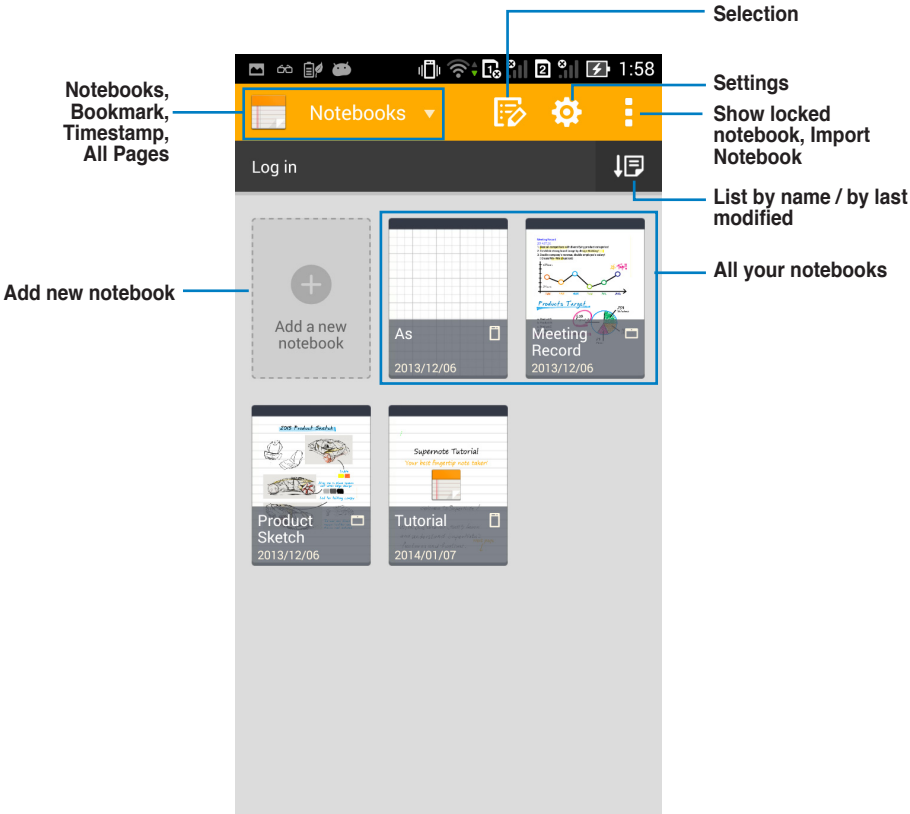 Selection
1:58
Notebooks,
Bookmark,
Timestamp,
All Pages
Notebooks
Settings
Show locked
notebook, Import
Notebook
Log in
List by name / by last
modified
All your notebooks
Add new notebook
Add a new
notebook
As
2013/12/06
Meeting Record
Products Target
Meeting
Record
2013/12/06
2013 Product Sketch
Product
Sketch
2013/12/06
Supernote Tutorial
Your best fingertip note taker!
Tutorial
2014/01/07